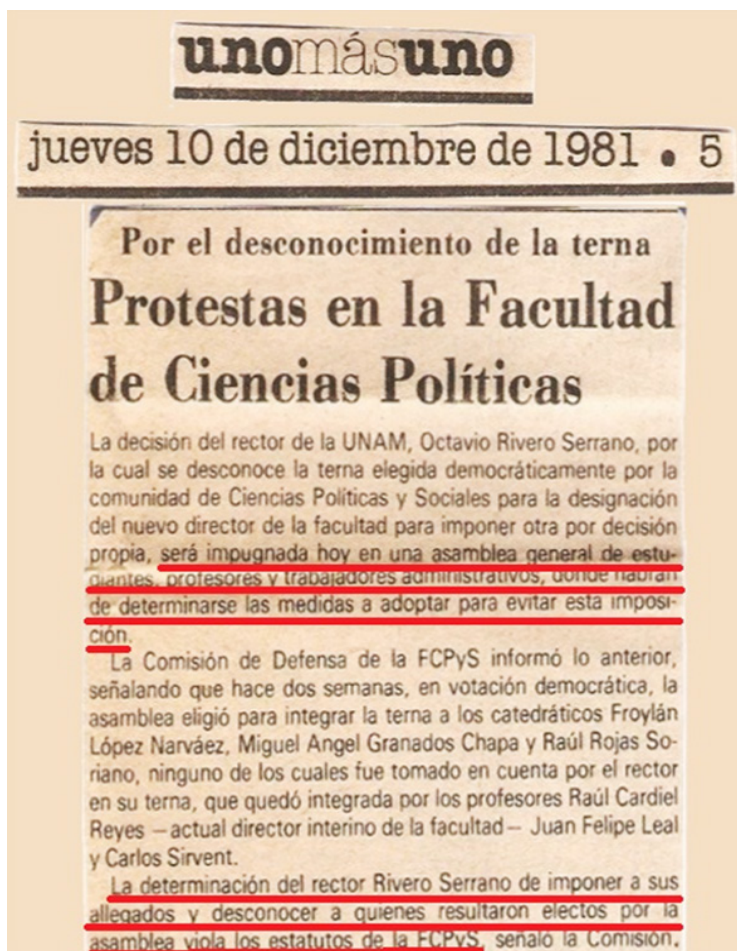 unomásuno
jueves 10 de diciembre de 1981 • 5
Por el desconocimiento de la terna
Protestas en la Facultad
de Ciencias Políticas
La decisión del rector de la UNAM, Octavio Rivero Serrano, por
la cual se desconoce la terna elegida democráticamente por la
comunidad de Ciencias Políticas y Sociales para la designación
del nuevo director de la facultad para imponer otra por decisión
propia, será impugnada hoy en una asamblea general de estu-
diantes, profesores y trabajadores administrativos, donde habrán
de determinarse las medidas a adoptar para evitar esta imposi-
ción.
La Comisión de Defensa de la FCPyS informó lo anterior,
señalando que hace dos semanas, en votación democrática, la
asamblea eligió para integrar la terna a los catedráticos Froylán
López Narváez, Miguel Angel Granados Chapa y Raúl Rojas So-
riano, ninguno de los cuales fue tomado en cuenta por el rector
en su terna, que quedó integrada por los profesores Raúl Cardiel
Reyes — actual director interino de la facultad — Juan Felipe Leal
y Carlos Sirvent.
La determinación del rector Rivero Serrano de imponer a sus
allegados y desconocer a quienes resultaron electos por la
asamblea viola los estatutos de la FCPyS, señaló la Comisión.